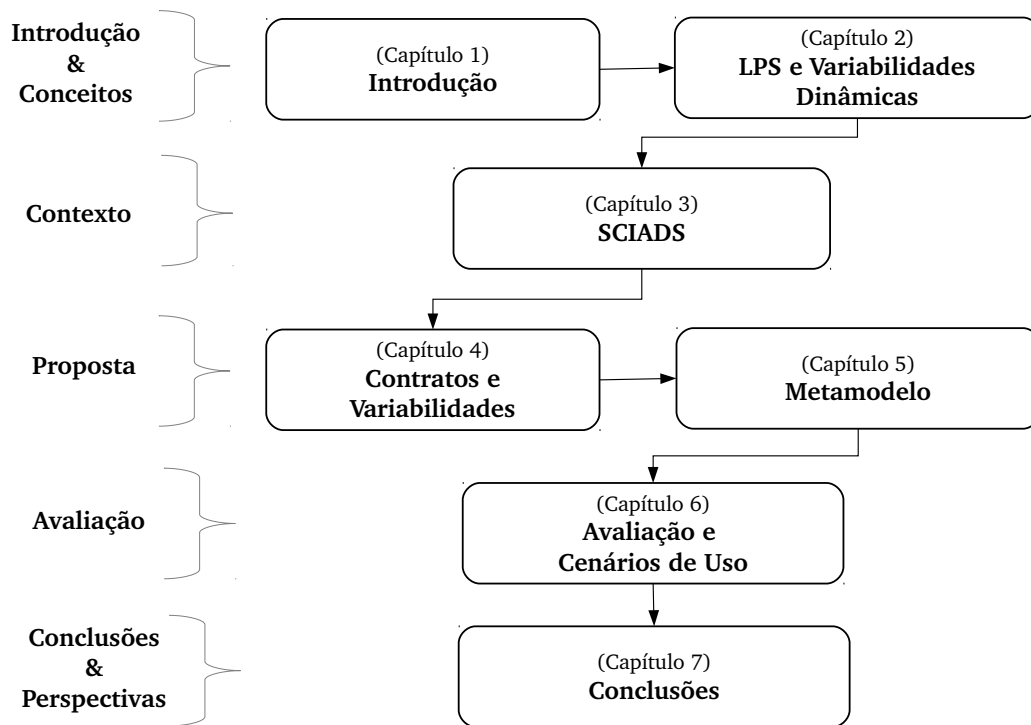 Introdução
&
Conceitos
(Capítulo 1)
Introdução
(Capítulo 2)
LPS e Variabilidades
Dinâmicas
Contexto
(Capítulo 3)
SCIADS
Proposta
(Capítulo 4)
Contratos e
Variabilidades
(Capítulo 5)
Metamodelo
Avaliação
(Capítulo 6)
Avaliação e
Cenários de Uso
Conclusões
&
Perspectivas
(Capítulo 7)
Conclusões